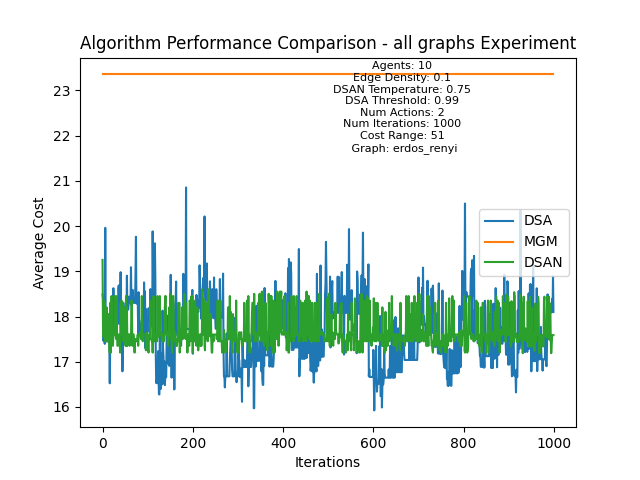 Algorithm Performance Comparison - all graphs Experiment
Agents: 10
Edge Density: 0.1
DSAN Temperature: 0.75
DSA Threshold: 0.99
Num Actions: 2
Num Iterations: 1000
Cost Range: 51
Graph: erdos_renyi
DSA
MGM
DSAN
Average Cost
23
22
21
20
19
18
17
16
0
200
400
600
800
1000
Iterations